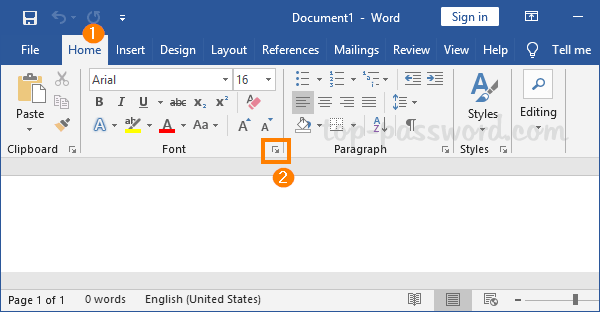 Document1 - Word
Sign in
1
File Home Insert Design Layout References Mailings Review View Help Tell me
Arial 16
Paste
B I U abc x₂ x² 
A ab A Aa A A
Styles
Editing
Clipboard Font Paragraph Styles
top-password.com
2
Page 1 of 1 0 words English (United States)